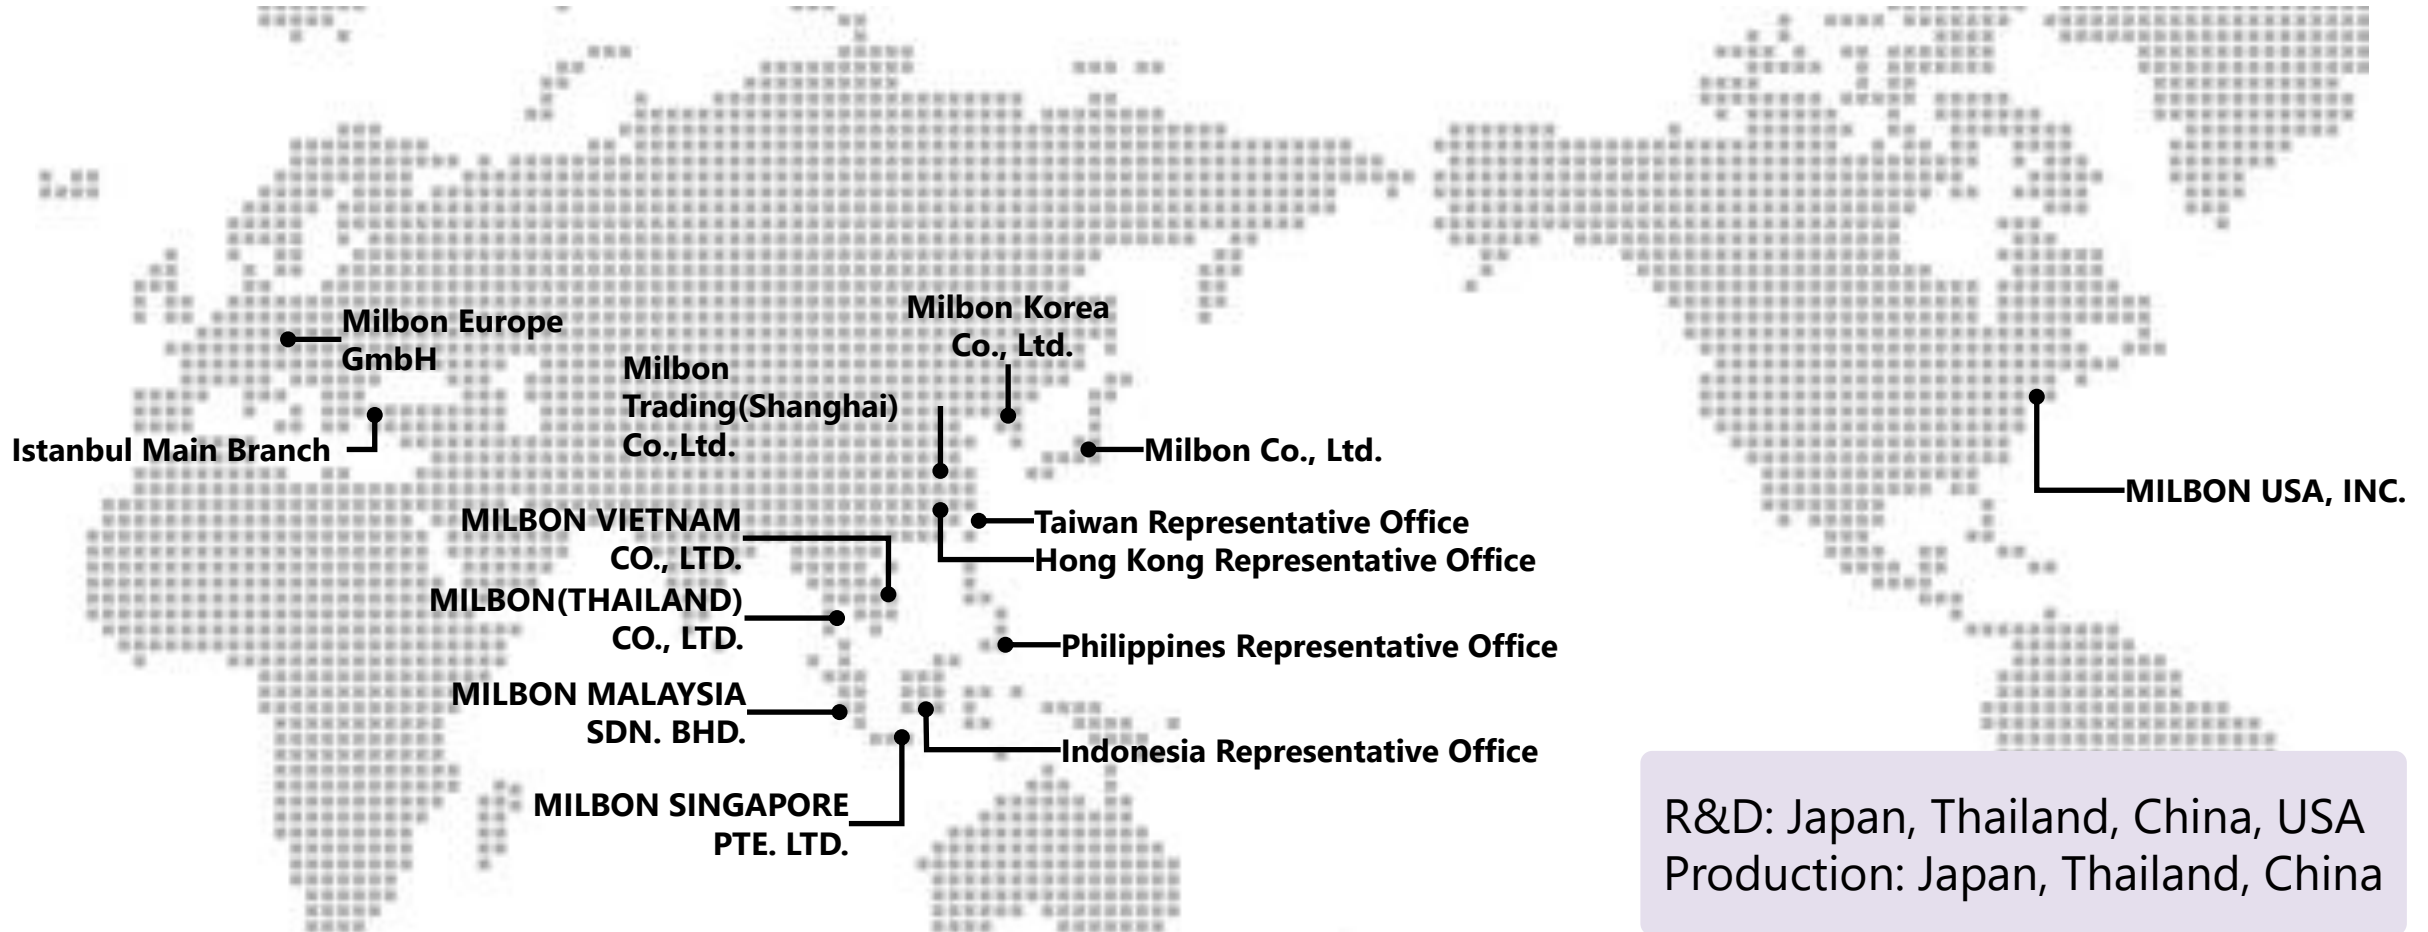 Milbon Europe
GmbH
Istanbul Main Branch
Milbon
Trading(Shanghai)
Co.,Ltd.
Milbon Korea
Co., Ltd.
Milbon Co., Ltd.
MILBON USA, INC.
Taiwan Representative Office
Hong Kong Representative Office
MILBON VIETNAM
CO., LTD.
MILBON(THAILAND)
CO., LTD.
Philippines Representative Office
MILBON MALAYSIA
SDN. BHD.
Indonesia Representative Office
MILBON SINGAPORE
PTE. LTD.
R&D: Japan, Thailand, China, USA
Production: Japan, Thailand, China